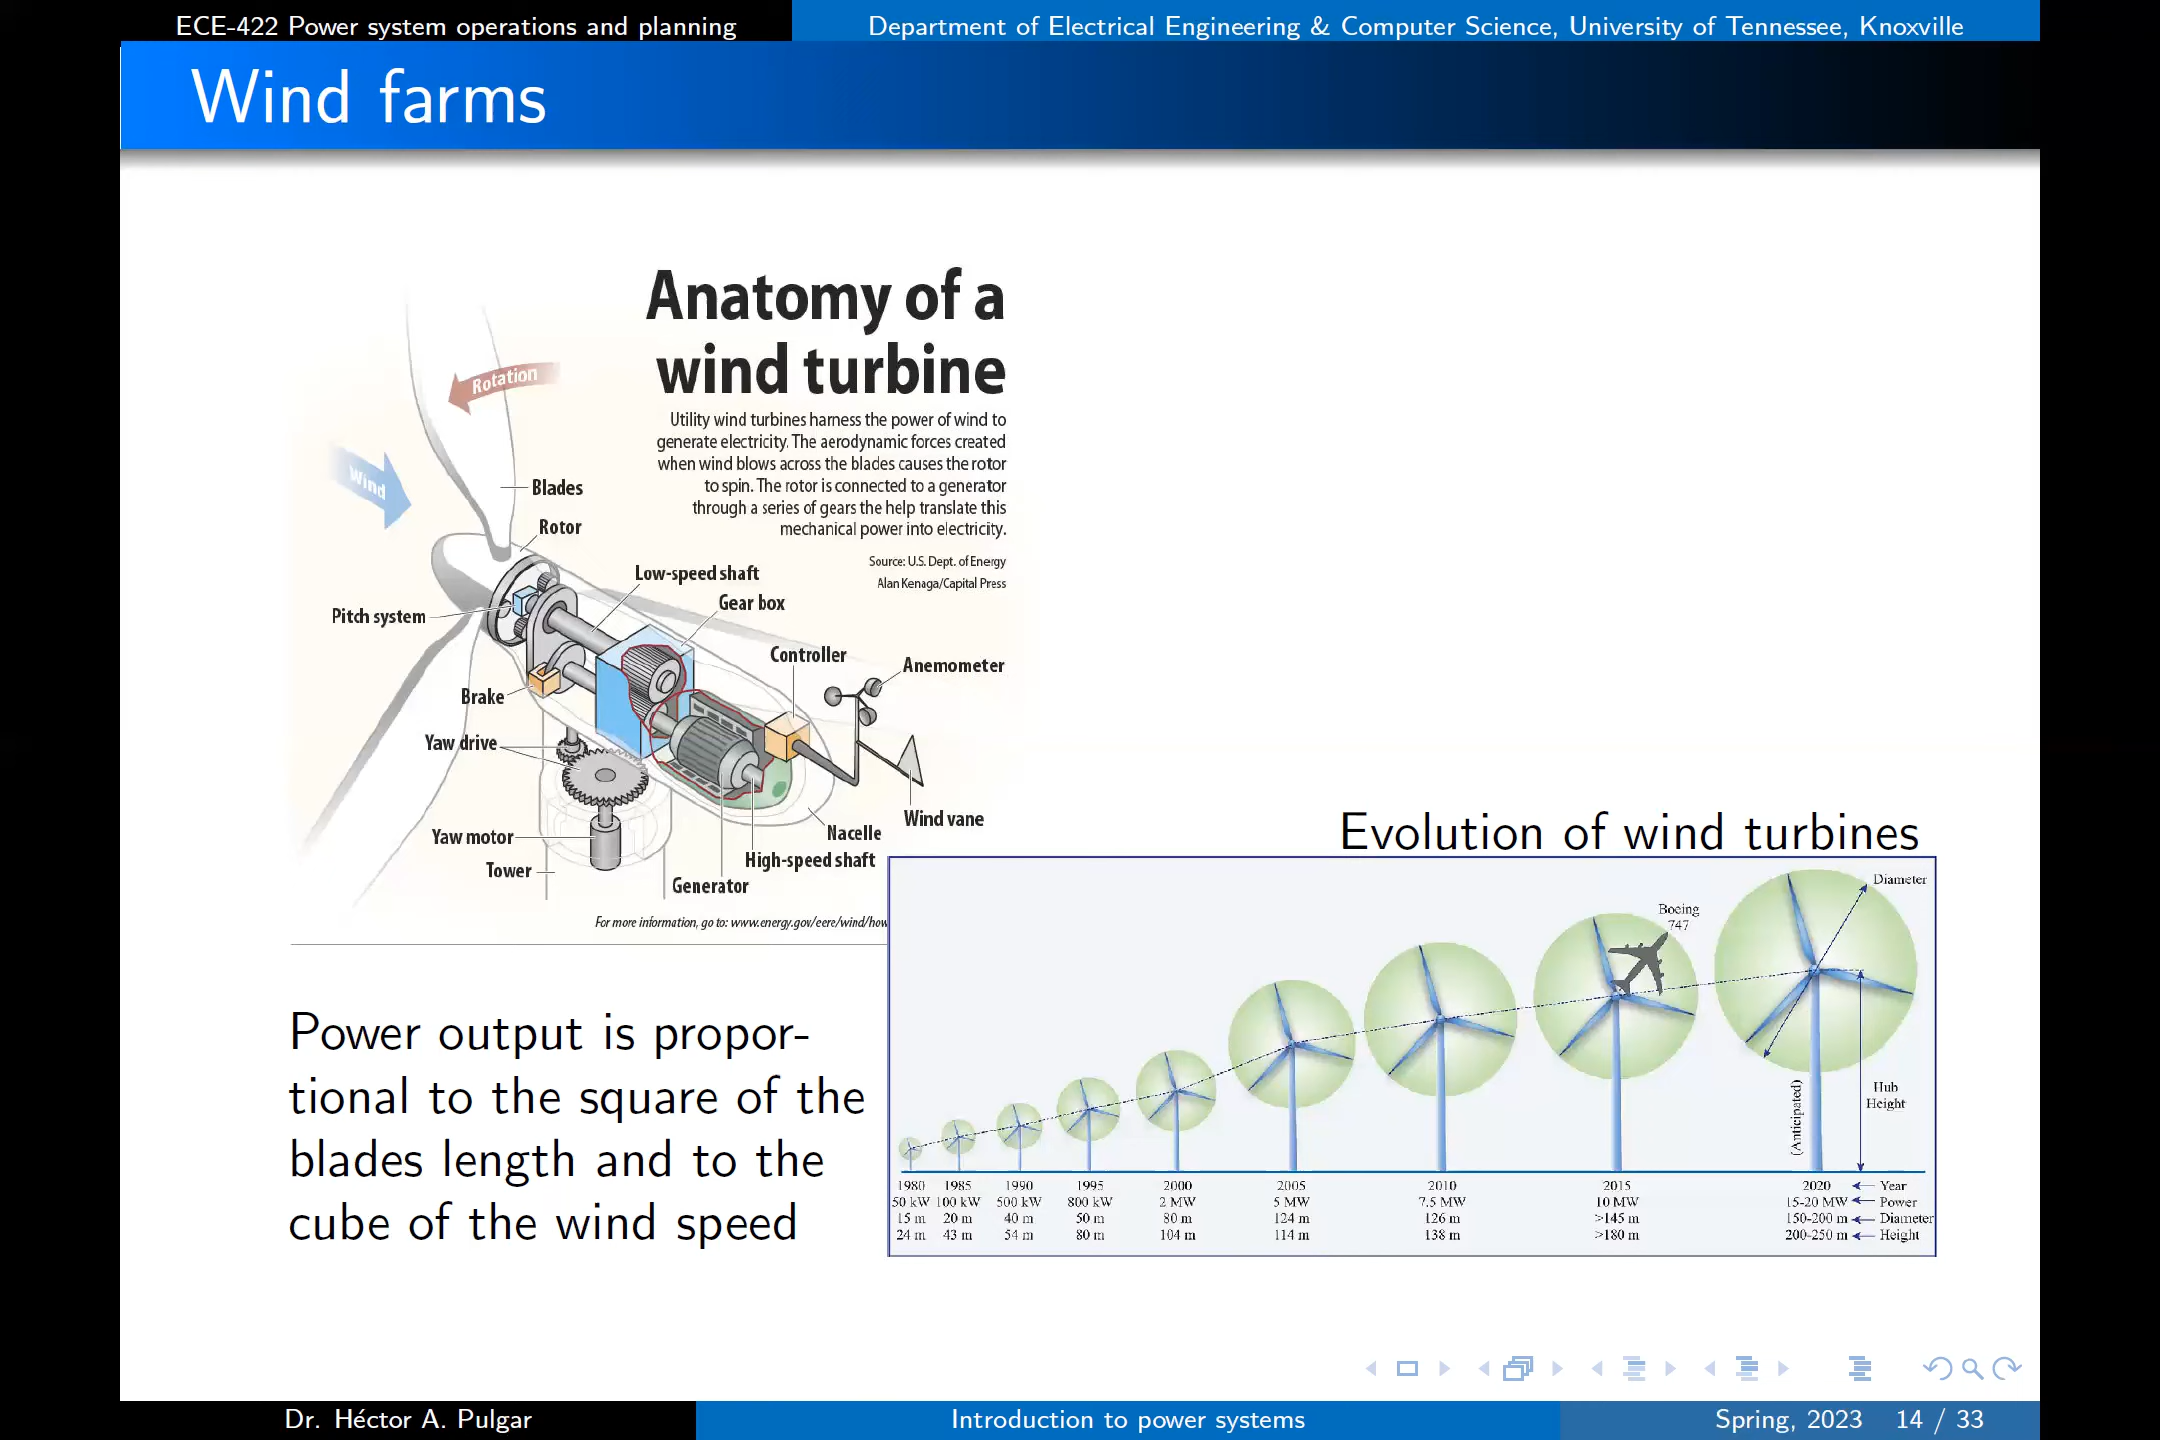 ECE-422 Power system operations and planning
Department of Electrical Engineering & Computer Science, University of Tennessee, Knoxville
Wind farms
Anatomy of a
wind turbine
Utility wind turbines harness the power of wind to
generate electricity. The aerodynamic forces created
when wind blows across the blades causes the rotor
to spin. The rotor is connected to a generator
through a series of gears the help translate this
mechanical power into electricity.
Source: U.S. Dept. of Energy
Alan Kenaga/Capital Press
Rotation
Wind
Blades
Rotor
Low-speed shaft
Gear box
Pitch system
Controller
Anemometer
Brake
Yaw drive
Wind vane
Nacelle
Yaw motor
High-speed shaft
Tower
Generator
For more information, go to: www.energy.gov/eere/wind/how
Evolution of wind turbines
Diameter
Boeing
747
Hub
Height
(Anticipated)
1980 1985 1990 1995 2000 2005 2010 2015 2020 Year
50 kW 100 kW 500 kW 800 kW 2 MW 5 MW 7.5 MW 10 MW 15-20 MW Power
15 m 20 m 40 m 50 m 80 m 124 m 126 m >145 m 150-200 m Diameter
24 m 43 m 54 m 80 m 104 m 114 m 138 m >180 m 200-250 m Height
Power output is propor-
tional to the square of the
blades length and to the
cube of the wind speed
Dr. Héctor A. Pulgar
Introduction to power systems
Spring, 2023 14 / 33